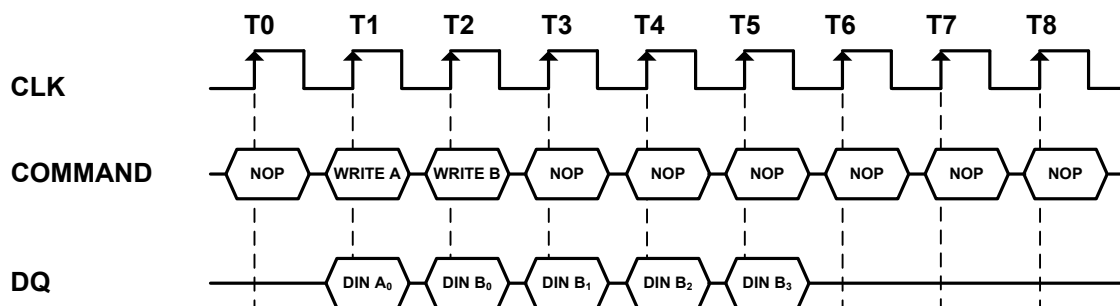 T0 T1 T2 T3 T4 T5 T6 T7 T8
CLK
COMMAND NOP WRITE A WRITE B NOP NOP NOP NOP NOP NOP
DQ DIN A₀ DIN B₀ DIN B₁ DIN B₂ DIN B₃